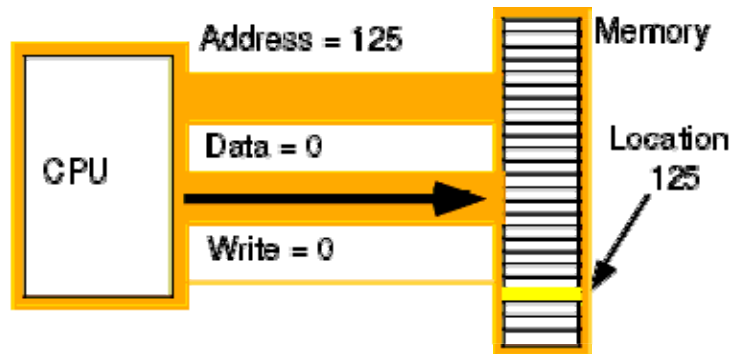 Address = 125
Memory
Data = 0
Location
125
CPU
Write = 0